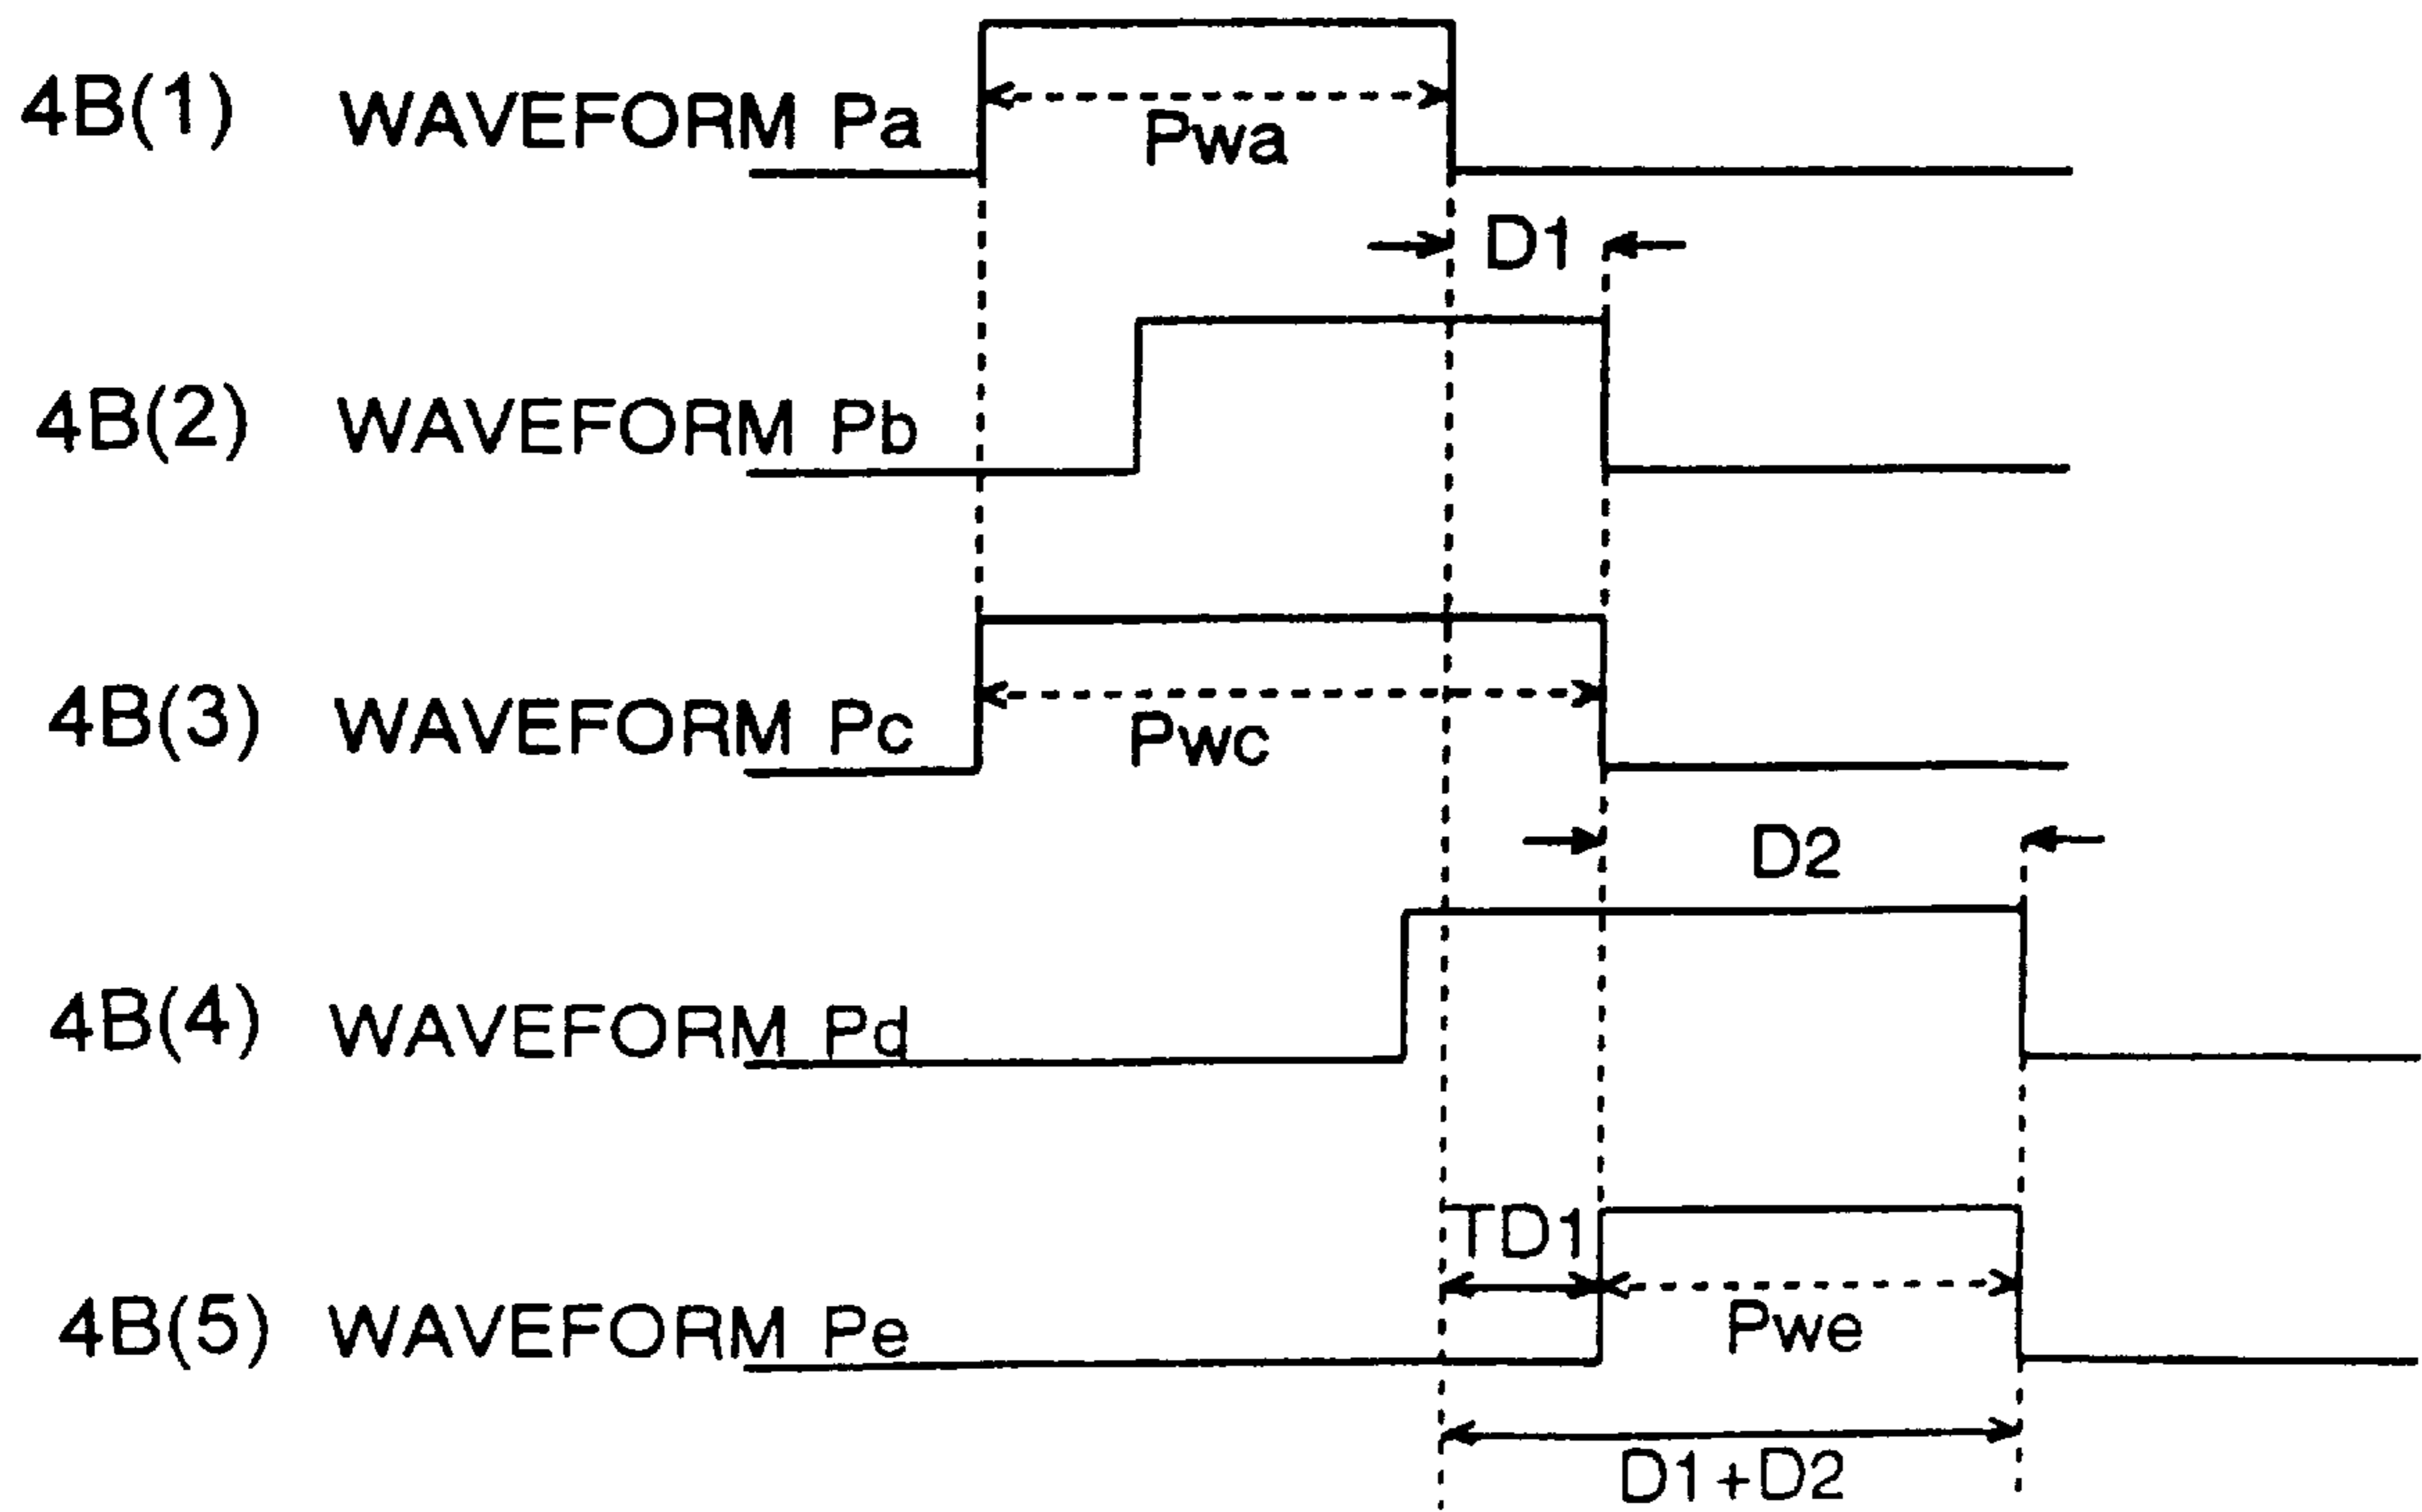 4B(1) WAVEFORM Pa
Pwa
D1
4B(2) WAVEFORM Pb
4B(3) WAVEFORM Pc
Pwc
D2
4B(4) WAVEFORM Pd
TD1
4B(5) WAVEFORM Pe
Pwe
D1+D2